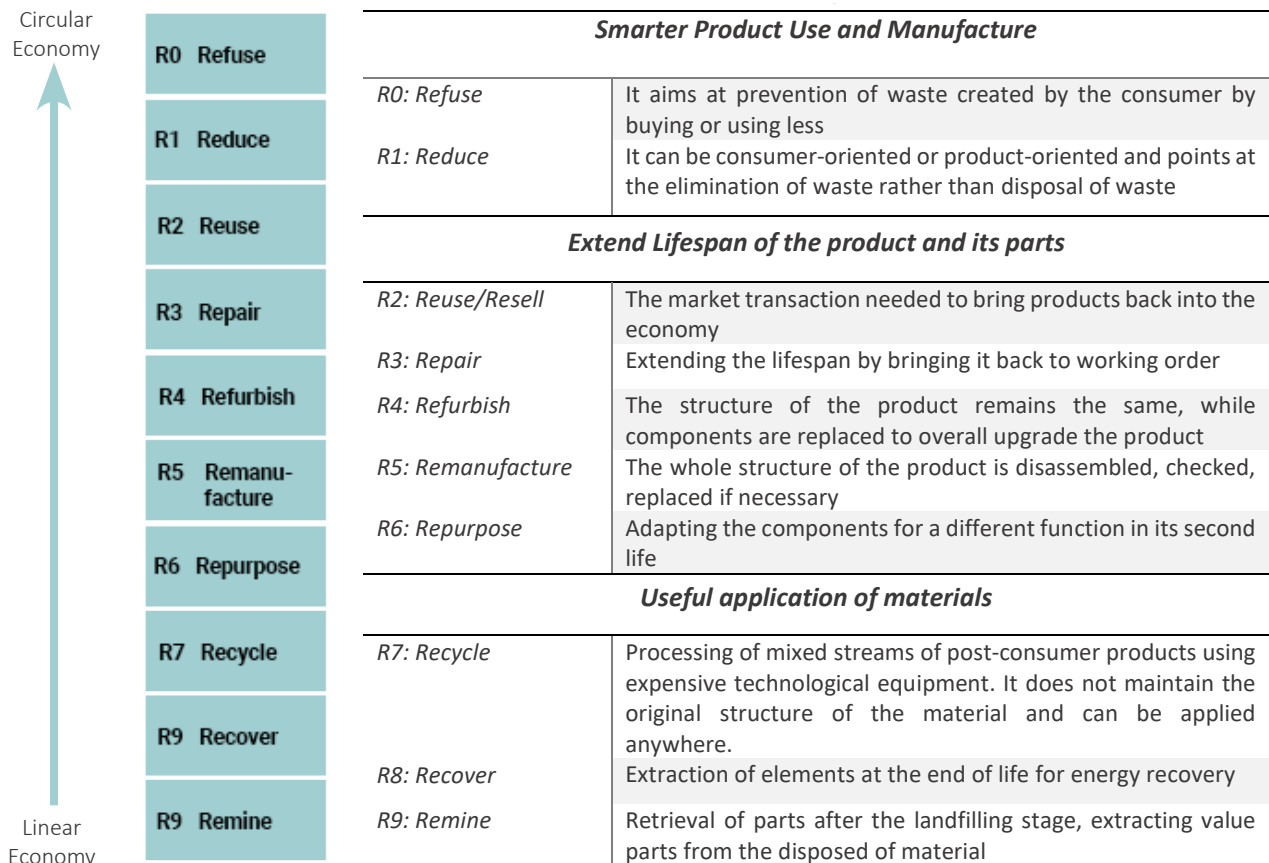 Circular
Economy
R0 Refuse
R1 Reduce
R2 Reuse
R3 Repair
R4 Refurbish
R5 Remanu-
facture
R6 Repurpose
R7 Recycle
R9 Recover
R9 Remine
Linear
Economy
Smarter Product Use and Manufacture
R0: Refuse
It aims at prevention of waste created by the consumer by
buying or using less
R1: Reduce
It can be consumer-oriented or product-oriented and points at
the elimination of waste rather than disposal of waste
Extend Lifespan of the product and its parts
R2: Reuse/Resell
The market transaction needed to bring products back into the
economy
R3: Repair
Extending the lifespan by bringing it back to working order
R4: Refurbish
The structure of the product remains the same, while
components are replaced to overall upgrade the product
R5: Remanufacture
The whole structure of the product is disassembled, checked,
replaced if necessary
R6: Repurpose
Adapting the components for a different function in its second
life
Useful application of materials
R7: Recycle
Processing of mixed streams of post-consumer products using
expensive technological equipment. It does not maintain the
original structure of the material and can be applied
anywhere.
R8: Recover
Extraction of elements at the end of life for energy recovery
R9: Remine
Retrieval of parts after the landfilling stage, extracting value
parts from the disposed of material